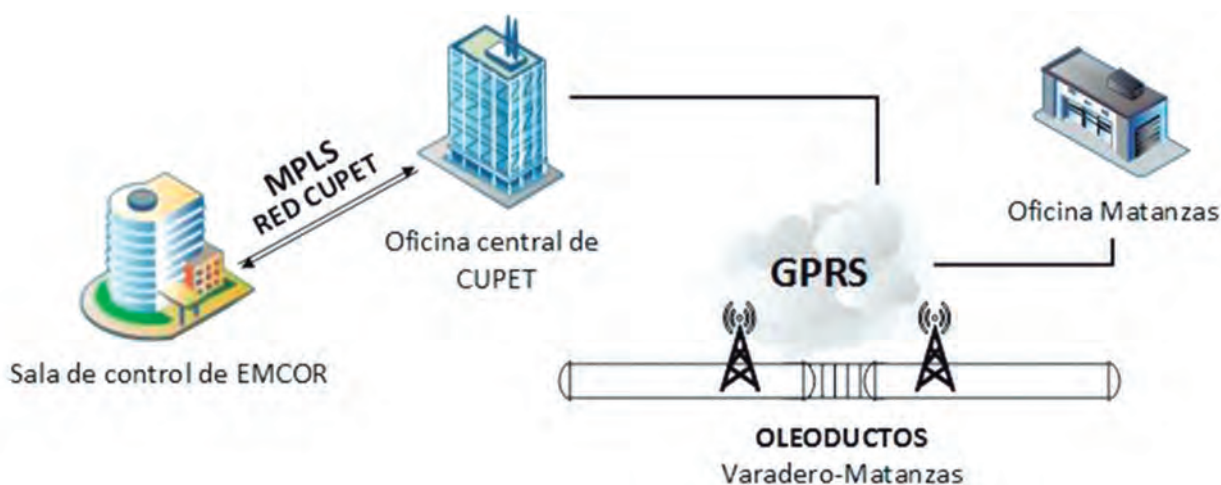 MPLS
RED CUPET
Oficina central de
CUPET
Sala de control de EMCOR
Oficina Matanzas
GPRS
OLEODUCTOS
Varadero-Matanzas